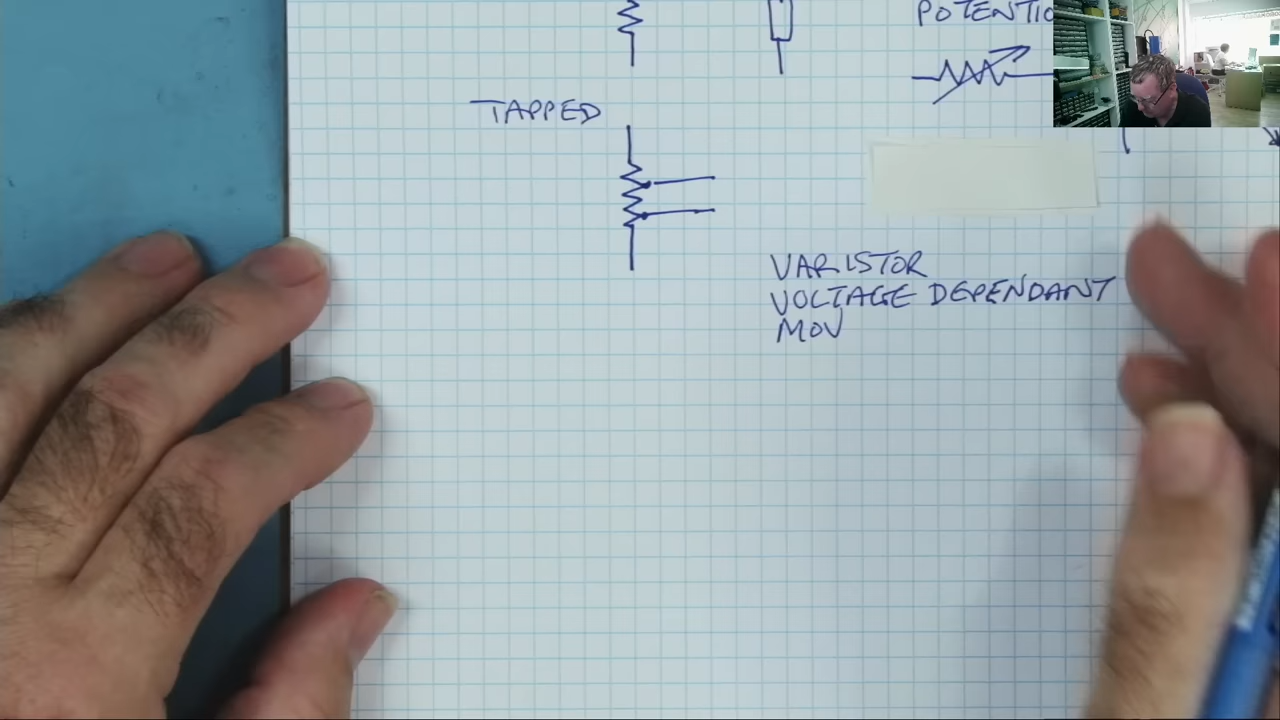 POTENTIO
TAPPED
VARISTOR
VOLTAGE DEPENDANT
MOV